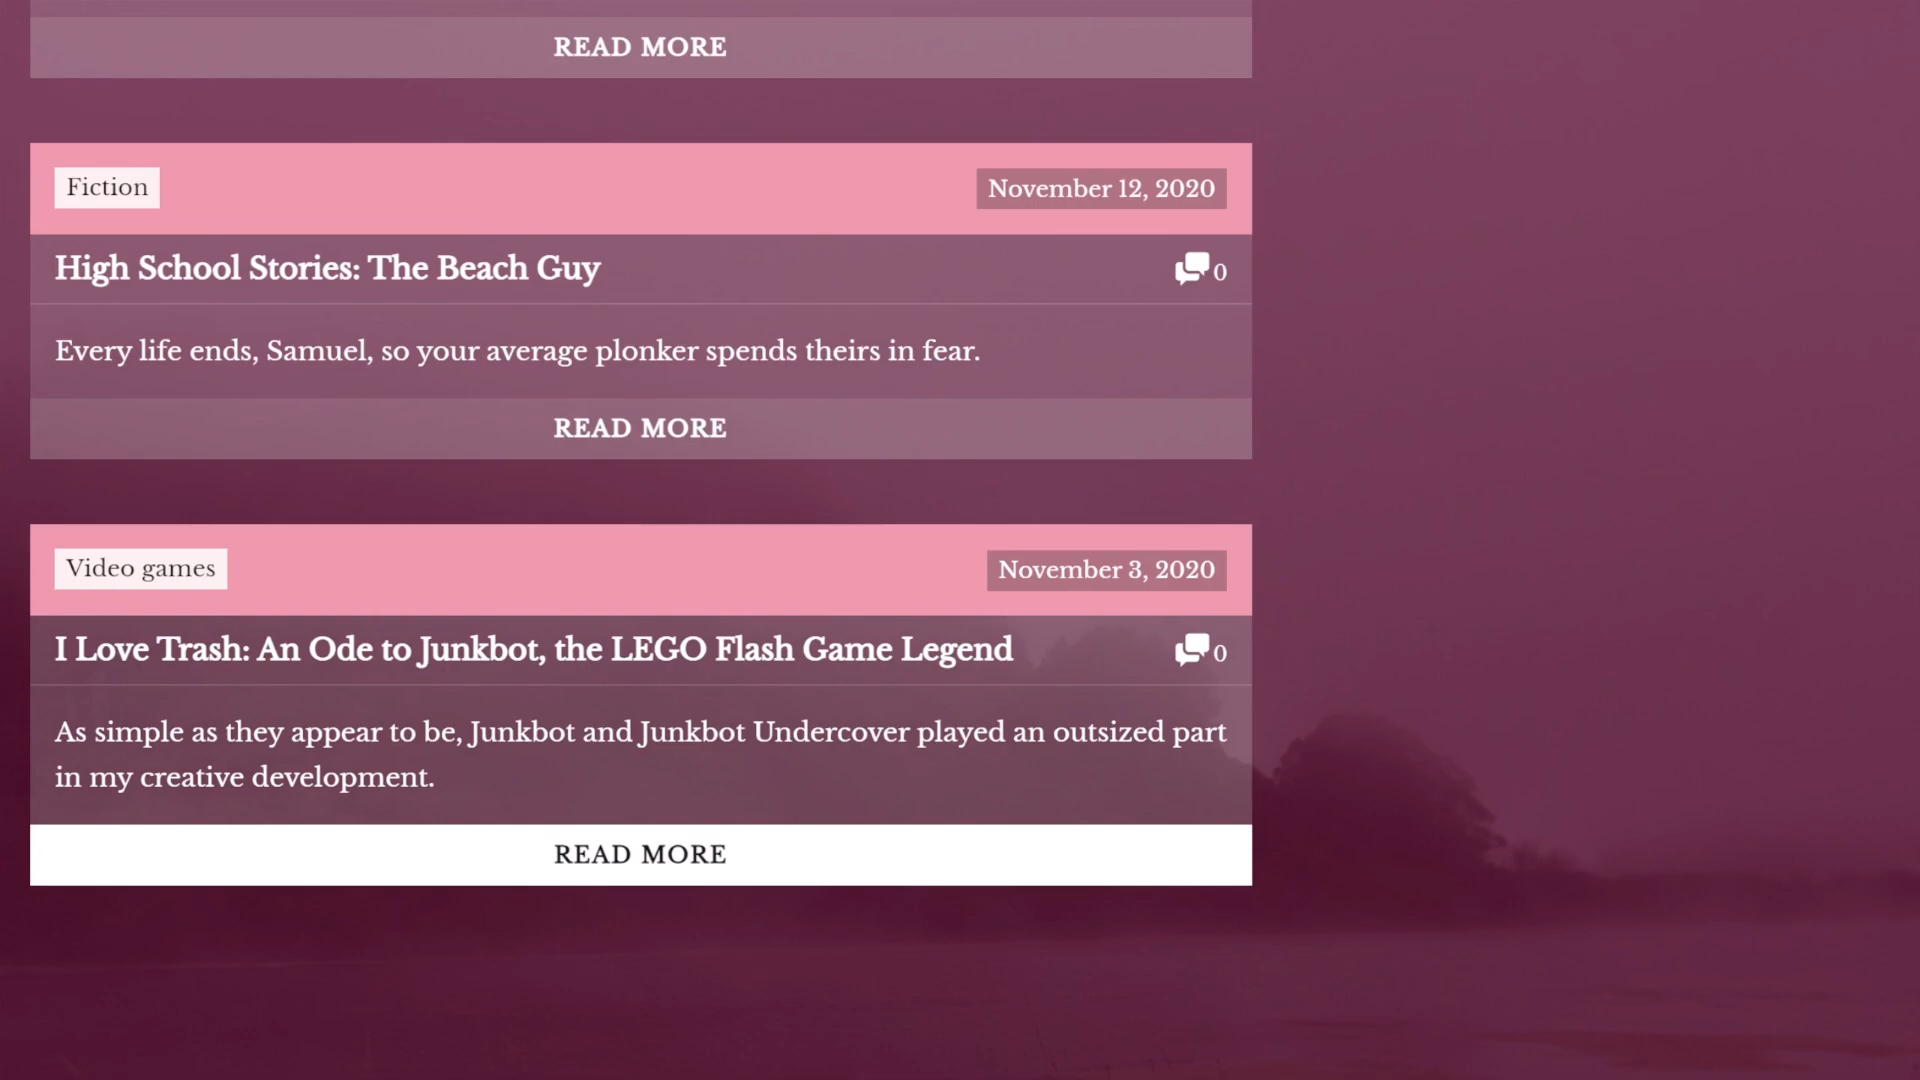 READ MORE
Fiction
November 12, 2020
High School Stories: The Beach Guy
0
Every life ends, Samuel, so your average plonker spends theirs in fear.
READ MORE
Video games
November 3, 2020
I Love Trash: An Ode to Junkbot, the LEGO Flash Game Legend
0
As simple as they appear to be, Junkbot and Junkbot Undercover played an outsized part
in my creative development.
READ MORE